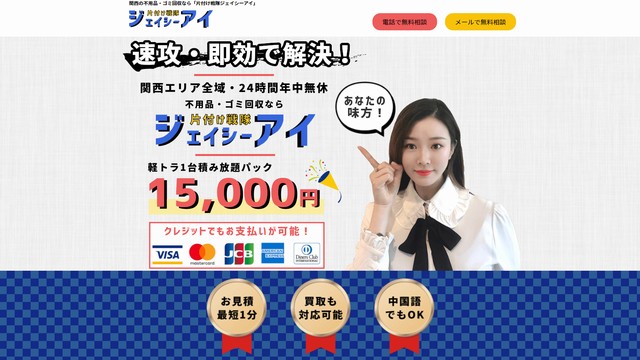 関西の不用品・ゴミ回収なら「片付け戦隊ジェイシーアイ」
片付け戦隊
ジェイシーアイ
電話で無料相談
メールで無料相談
速攻・即効で解決！
関西エリア全域・24時間年中無休
不用品・ゴミ回収なら
片付け戦隊
ジェイシーアイ
あなたの
味方！
軽トラ1台積み放題パック
15,000円
クレジットでもお支払いが可能！
VISA
mastercard
JCB
AMERICAN EXPRESS
Diners Club
INTERNATIONAL
お見積
最短1分
買取も
対応可能
中国語
でもOK